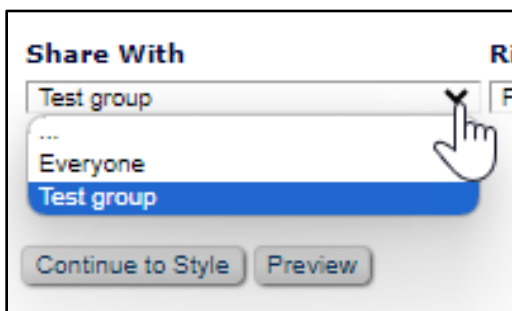 Share With
Test group
...
Everyone
Test group
Continue to Style
Preview